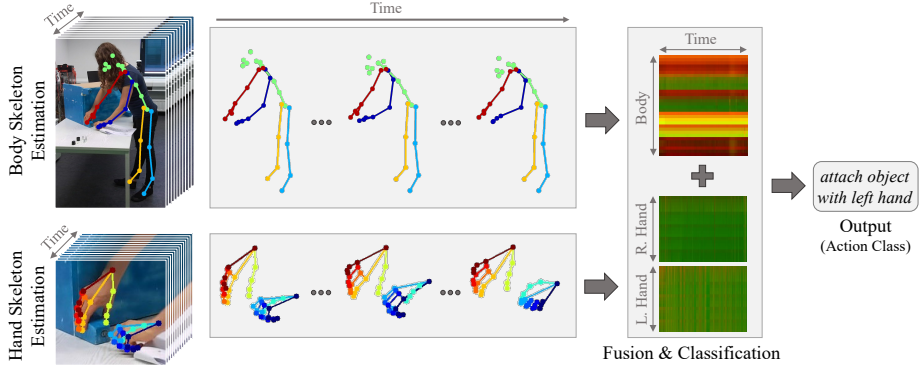 Time
Body Skeleton
Estimation
Time
Time
Body
attach object
with left hand
Output
(Action Class)
Time
Hand Skeleton
Estimation
R. Hand
L. Hand
Fusion & Classification